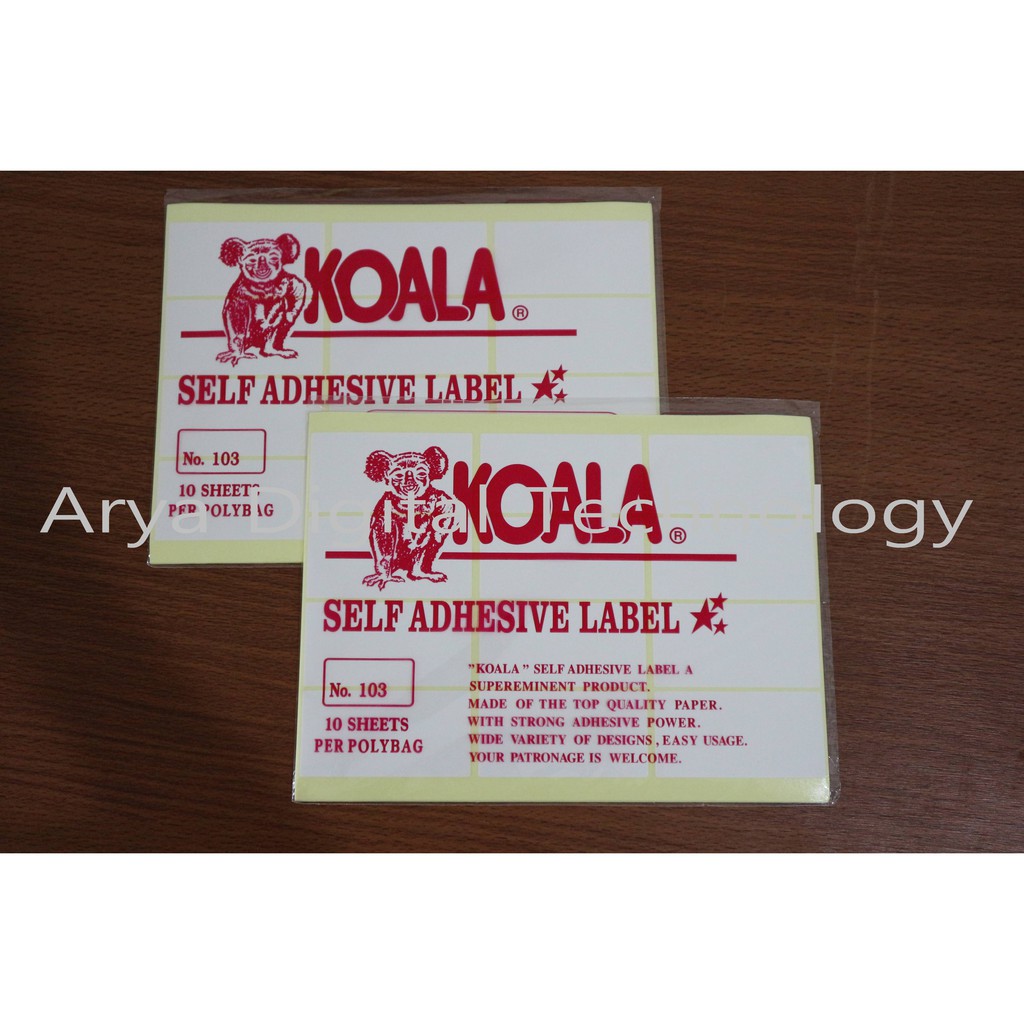 KOALA ®
SELF ADHESIVE LABEL
No. 103
10 SHEETS
PER POLYBAG
Arya Digital Technology
KOALA ®
SELF ADHESIVE LABEL
No. 103
10 SHEETS
PER POLYBAG
"KOALA" SELF ADHESIVE LABEL A
SUPEREMINENT PRODUCT.
MADE OF THE TOP QUALITY PAPER.
WITH STRONG ADHESIVE POWER.
WIDE VARIETY OF DESIGNS, EASY USAGE.
YOUR PATRONAGE IS WELCOME.